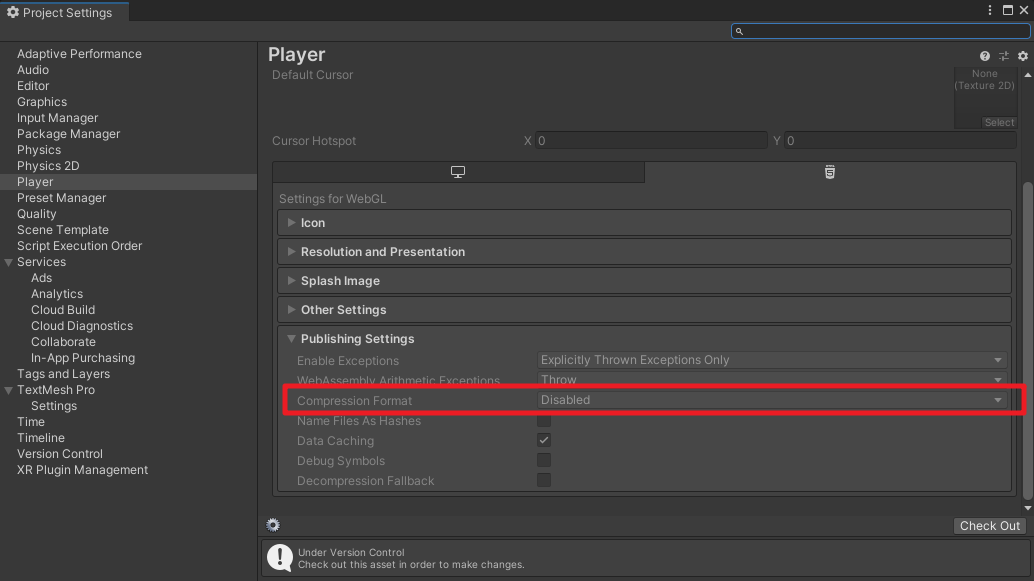 Project Settings
Adaptive Performance
Audio
Editor
Graphics
Input Manager
Package Manager
Physics
Physics 2D
Player
Preset Manager
Quality
Scene Template
Script Execution Order
Services
Ads
Analytics
Cloud Build
Cloud Diagnostics
Collaborate
In-App Purchasing
Tags and Layers
TextMesh Pro
Settings
Time
Timeline
Version Control
XR Plugin Management
Player
Default Cursor
None
(Texture 2D)
Select
Cursor Hotspot X 0 Y 0
Settings for WebGL
Icon
Resolution and Presentation
Splash Image
Other Settings
Publishing Settings
Enable Exceptions Explicitly Thrown Exceptions Only
WebAssembly Arithmetic Exceptions Throw
Compression Format Disabled
Name Files As Hashes
Data Caching
Debug Symbols
Decompression Fallback
Check Out
Under Version Control
Check out this asset in order to make changes.